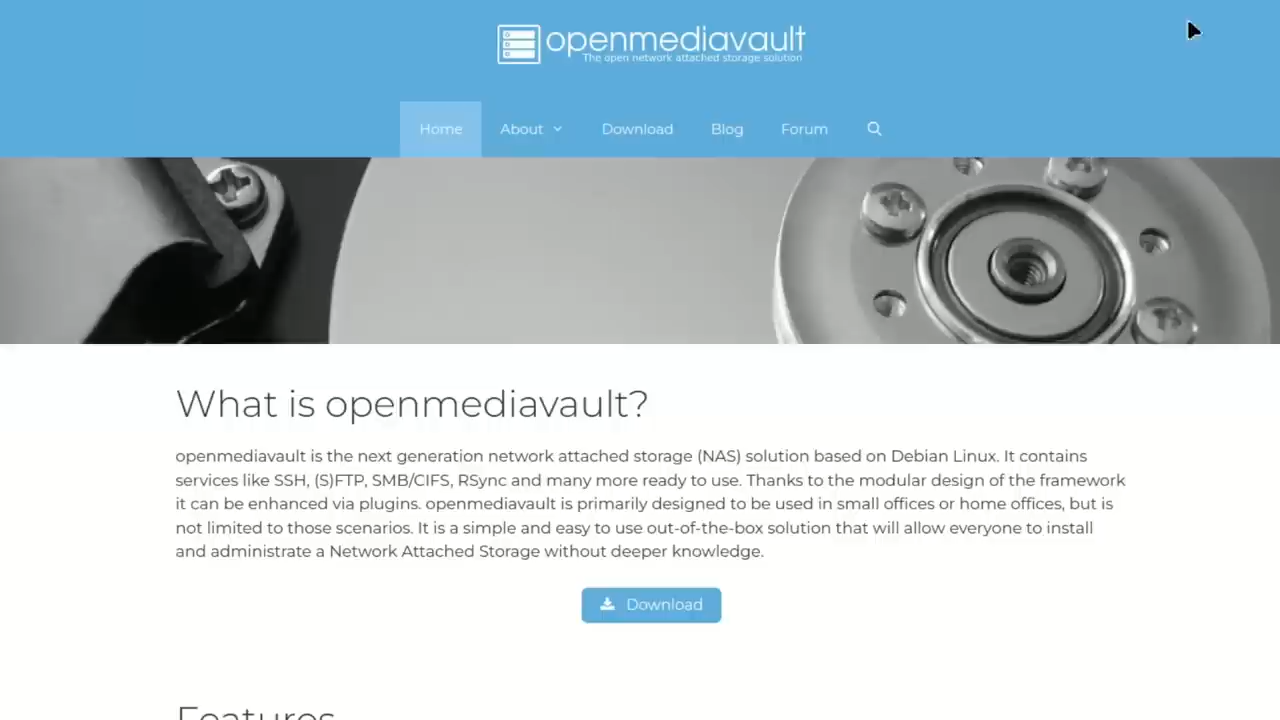 openmediavault
The open network attached storage solution
Home About Download Blog Forum
What is openmediavault?
openmediavault is the next generation network attached storage (NAS) solution based on Debian Linux. It contains
services like SSH, (S)FTP, SMB/CIFS, RSync and many more ready to use. Thanks to the modular design of the framework
it can be enhanced via plugins. openmediavault is primarily designed to be used in small offices or home offices, but is
not limited to those scenarios. It is a simple and easy to use out-of-the-box solution that will allow everyone to install
and administrate a Network Attached Storage without deeper knowledge.
Download
Features